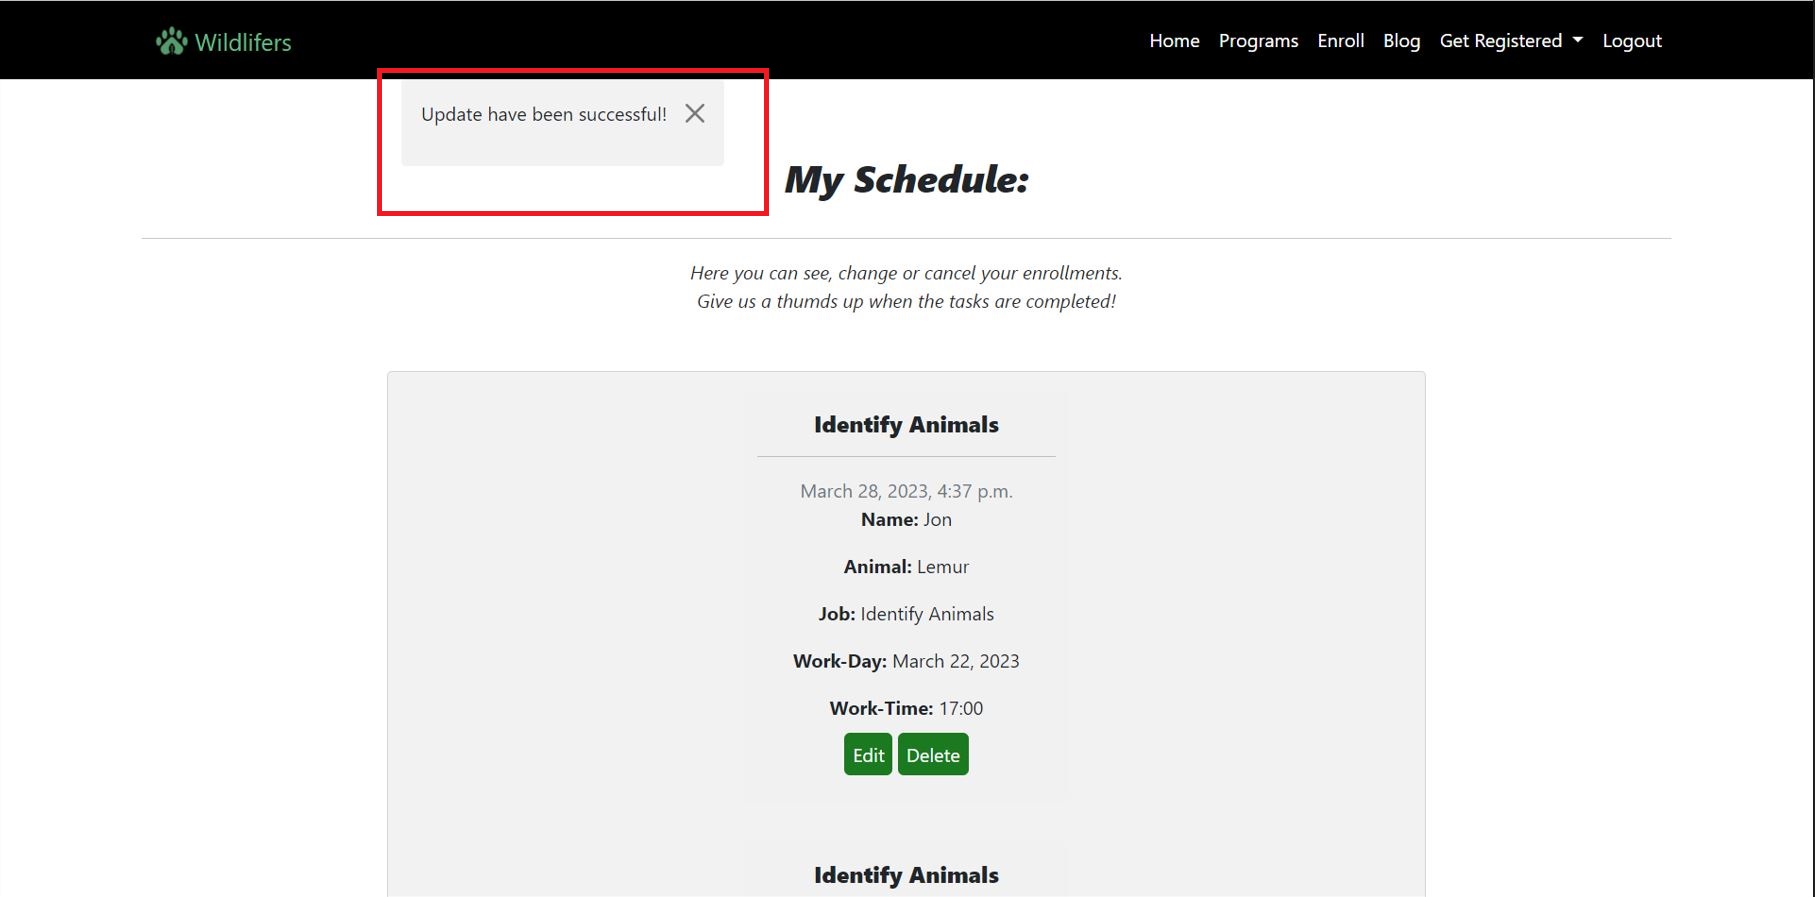 Wildlifers
Home Programs Enroll Blog Get Registered Logout
Update have been successful!
My Schedule:
Here you can see, change or cancel your enrollments.
Give us a thumds up when the tasks are completed!
Identify Animals
March 28, 2023, 4:37 p.m.
Name: Jon
Animal: Lemur
Job: Identify Animals
Work-Day: March 22, 2023
Work-Time: 17:00
Edit Delete
Identify Animals